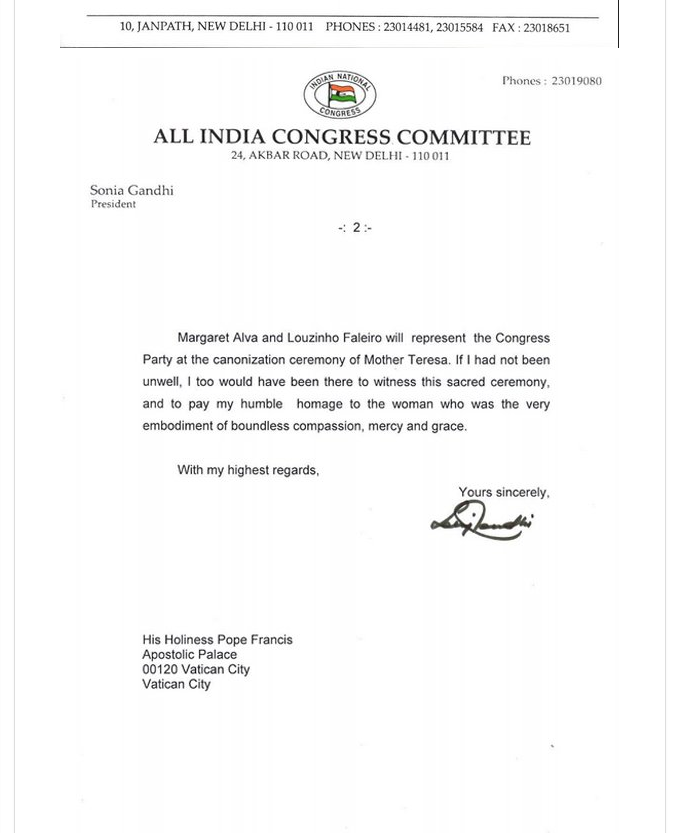 10, JANPATH, NEW DELHI - 110 011 PHONES : 23014481, 23015584 FAX : 23018651
INDIAN NATIONAL
CONGRESS
Phones : 23019080
ALL INDIA CONGRESS COMMITTEE
24, AKBAR ROAD, NEW DELHI - 110 011
Sonia Gandhi
President
-: 2 :-
Margaret Alva and Louzinho Faleiro will represent the Congress
Party at the canonization ceremony of Mother Teresa. If I had not been
unwell, I too would have been there to witness this sacred ceremony,
and to pay my humble homage to the woman who was the very
embodiment of boundless compassion, mercy and grace.
With my highest regards,
Yours sincerely,
His Holiness Pope Francis
Apostolic Palace
00120 Vatican City
Vatican City